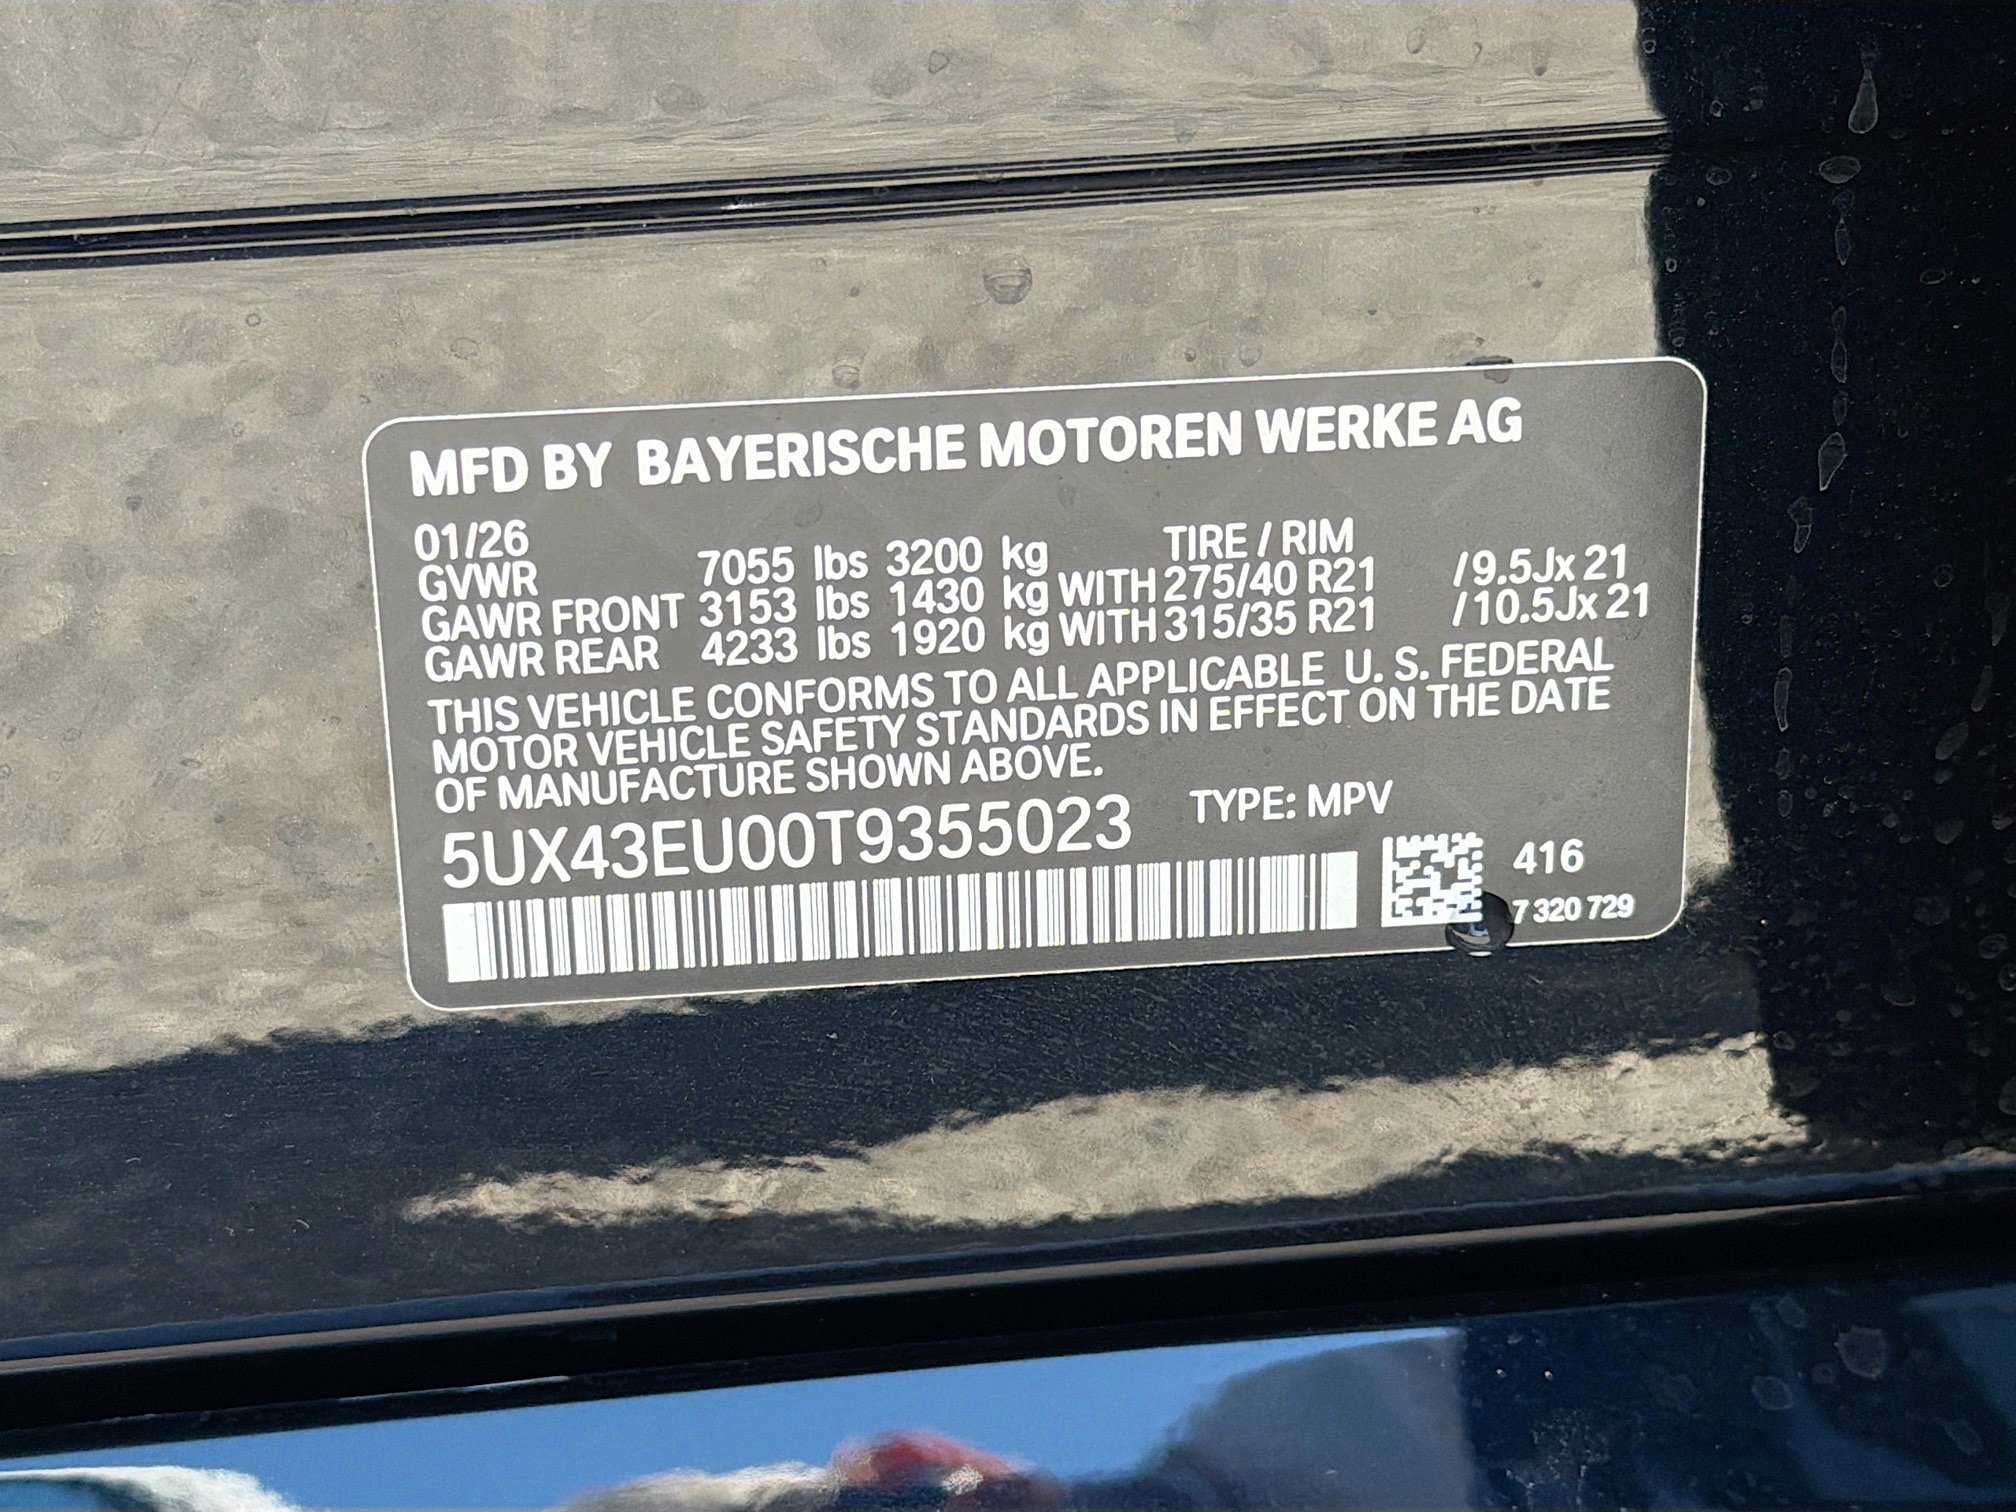 MFD BY BAYERISCHE MOTOREN WERKE AG
01/26 TIRE / RIM
GVWR 7055 lbs 3200 kg
GAWR FRONT 3153 lbs 1430 kg WITH 275/40 R21 /9.5Jx 21
GAWR REAR 4233 lbs 1920 kg WITH 315/35 R21 /10.5Jx 21
THIS VEHICLE CONFORMS TO ALL APPLICABLE U. S. FEDERAL
MOTOR VEHICLE SAFETY STANDARDS IN EFFECT ON THE DATE
OF MANUFACTURE SHOWN ABOVE.
5UX43EU00T9355023 TYPE: MPV
416
7 320 729